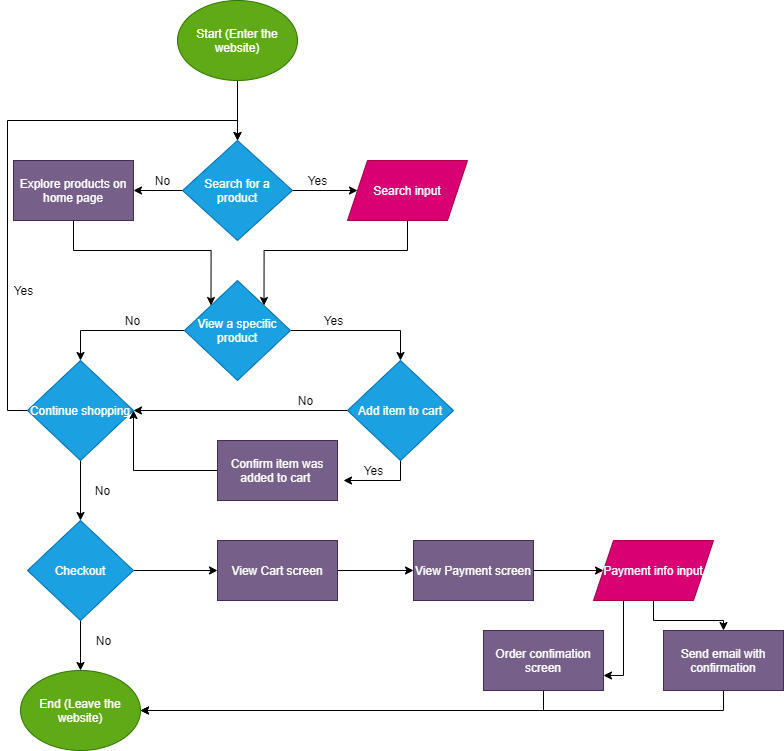 Start (Enter the
website)
No
Yes
Explore products on
home page
Search for a
product
Search input
Yes
No
View a specific
product
Yes
Continue shopping
No
Add item to cart
Confirm item was
added to cart
Yes
No
Checkout
View Cart screen
View Payment screen
Payment info input
No
Order confimation
screen
Send email with
confirmation
End (Leave the
website)